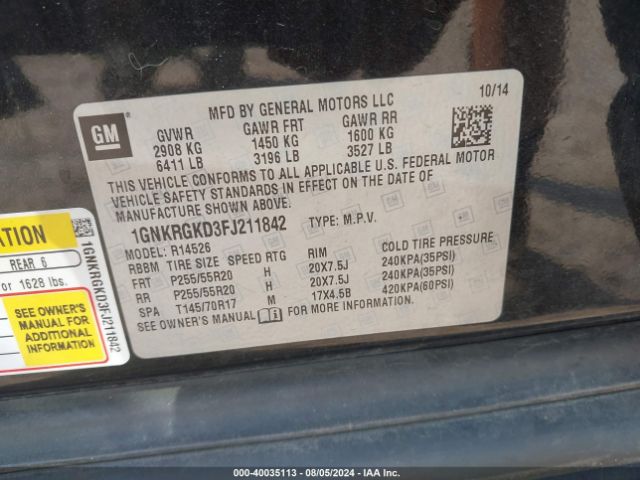 GM
MFD BY GENERAL MOTORS LLC
10/14
GVWR GAWR FRT GAWR RR
2908 KG 1450 KG 1600 KG
6411 LB 3196 LB 3527 LB
THIS VEHICLE CONFORMS TO ALL APPLICABLE U.S. FEDERAL MOTOR
VEHICLE SAFETY STANDARDS IN EFFECT ON THE DATE OF
MANUFACTURE SHOWN ABOVE.
1GNKRGKD3FJ211842 TYPE: M.P.V.
MODEL: R14526
RBBM TIRE SIZE SPEED RTG RIM COLD TIRE PRESSURE
FRT P255/55R20 H 20X7.5J 240KPA(35PSI)
RR P255/55R20 H 20X7.5J 240KPA(35PSI)
SPA T145/70R17 M 17X4.5B 420KPA(60PSI)
SEE OWNER'S MANUAL FOR MORE INFORMATION.
ATION
REAR 6
or 1628 lbs.
SEE OWNER'S
MANUAL FOR
ADDITIONAL
INFORMATION
1GNKRGKD3FJ211842
000-40035113 - 08/05/2024 - IAA Inc.